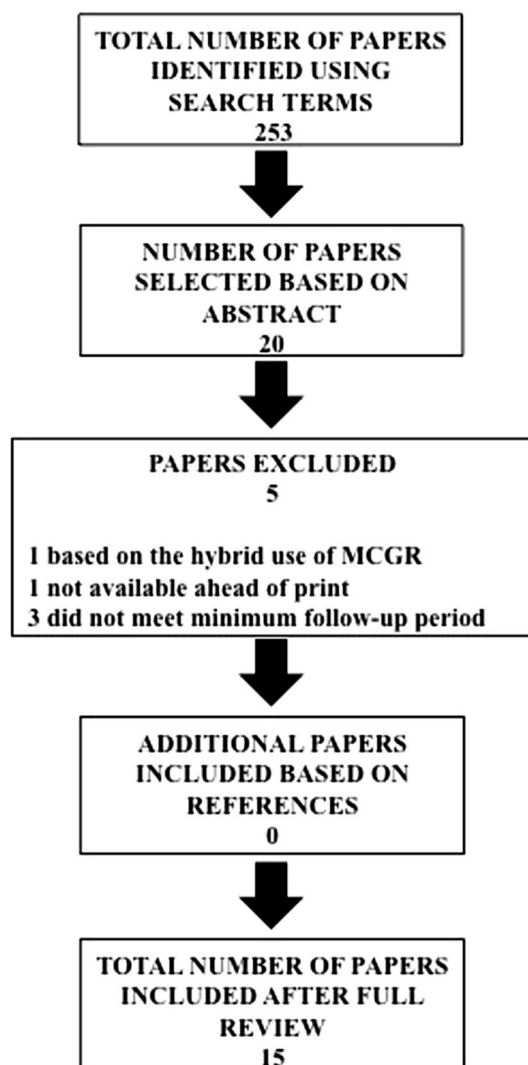 TOTAL NUMBER OF PAPERS
IDENTIFIED USING
SEARCH TERMS
253
NUMBER OF PAPERS
SELECTED BASED ON
ABSTRACT
20
PAPERS EXCLUDED
5
1 based on the hybrid use of MCGR
1 not available ahead of print
3 did not meet minimum follow-up period
ADDITIONAL PAPERS
INCLUDED BASED ON
REFERENCES
0
TOTAL NUMBER OF PAPERS
INCLUDED AFTER FULL
REVIEW
15